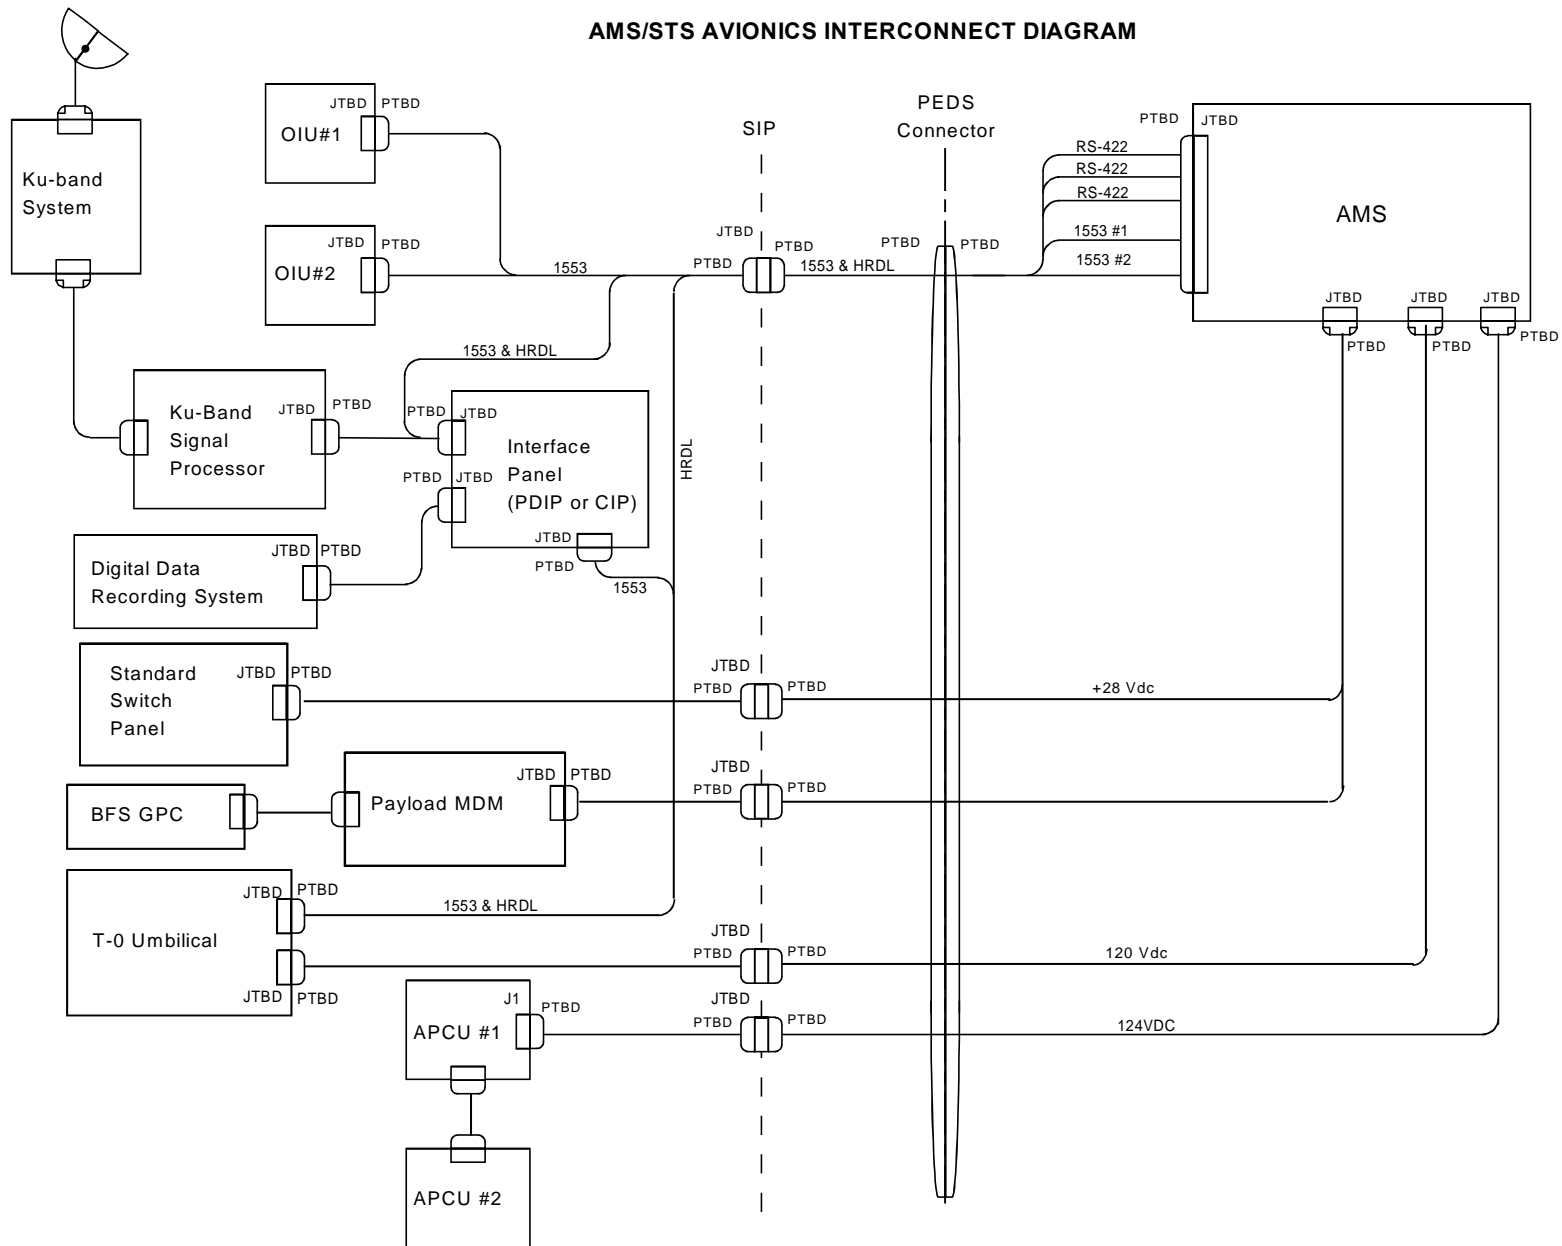 AMS/STS AVIONICS INTERCONNECT DIAGRAM
JTBD PTBD
OIU#1
Ku-band
System
JTBD PTBD
OIU#2
1553
SIP
JTBD
PTBD
PTBD
1553 & HRDL
PEDS
Connector
PTBD PTBD
RS-422
RS-422
RS-422
1553 #1
1553 #2
PTBD JTBD
AMS
JTBD JTBD JTBD
PTBD PTBD PTBD
1553 & HRDL
Ku-Band
Signal
Processor
JTBD PTBD
PTBD JTBD
Interface
Panel
(PDIP or CIP)
PTBD JTBD
JTBD
PTBD
1553
HRDL
Digital Data
Recording System
JTBD PTBD
Standard
Switch
Panel
JTBD PTBD
JTBD
PTBD PTBD
+28 Vdc
BFS GPC
Payload MDM
JTBD PTBD
JTBD
PTBD PTBD
T-0 Umbilical
JTBD PTBD
1553 & HRDL
JTBD PTBD
JTBD
PTBD PTBD
120 Vdc
APCU #1
J1
PTBD
JTBD
PTBD PTBD
124VDC
APCU #2